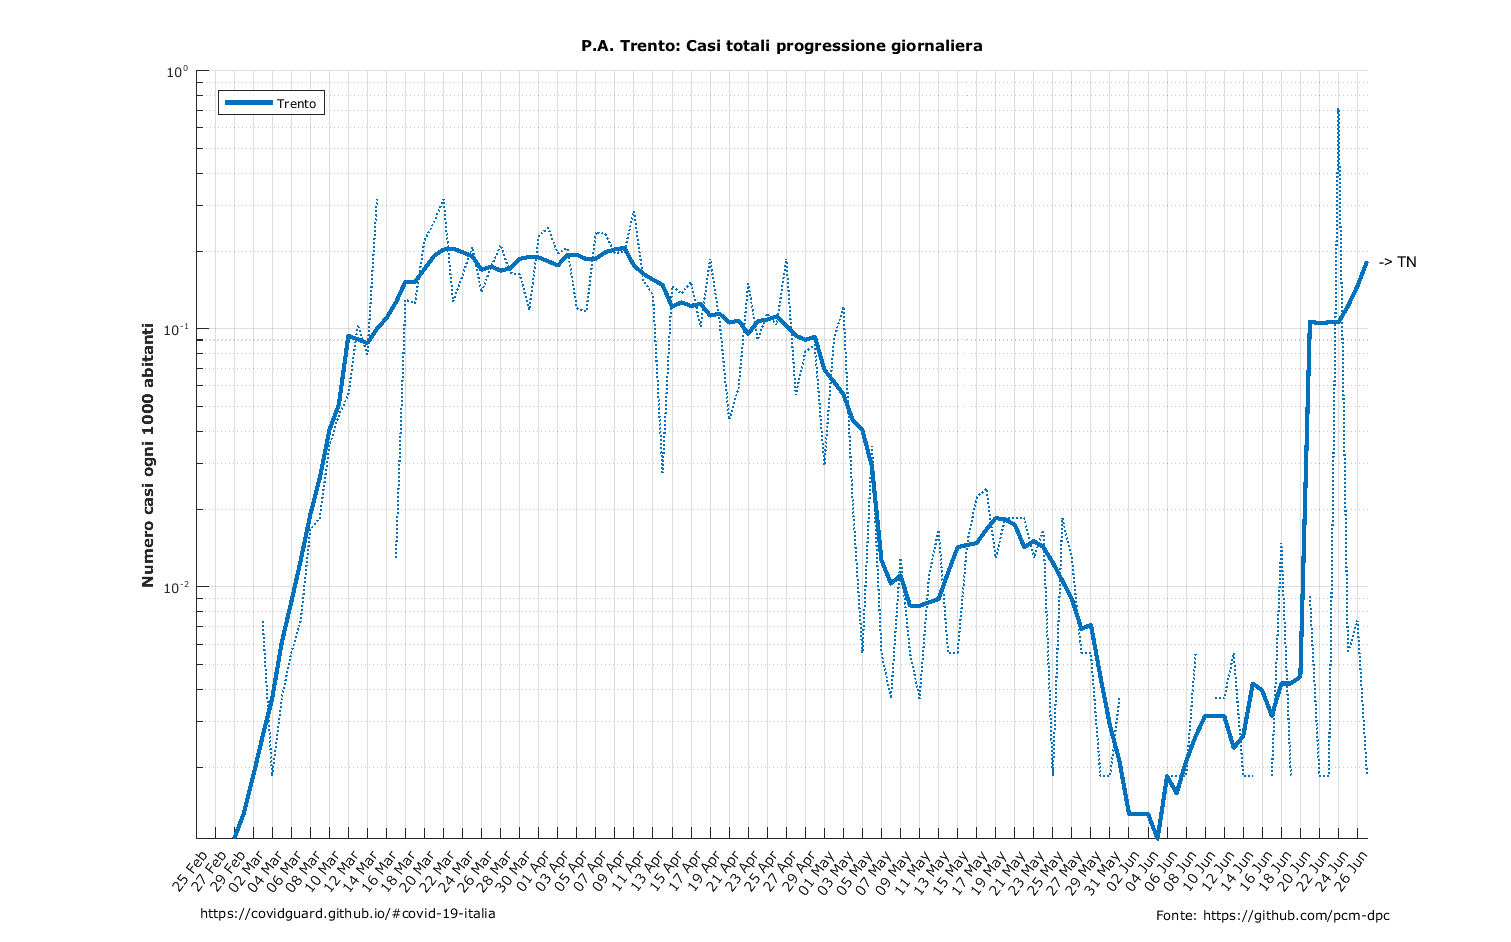 P.A. Trento: Casi totali progressione giornaliera
10⁰
Trento
-> TN
10⁻¹
Numero casi ogni 1000 abitanti
10⁻²
25 Feb
27 Feb
29 Feb
02 Mar
04 Mar
06 Mar
08 Mar
10 Mar
12 Mar
14 Mar
16 Mar
18 Mar
20 Mar
22 Mar
24 Mar
26 Mar
28 Mar
30 Mar
01 Apr
03 Apr
05 Apr
07 Apr
09 Apr
11 Apr
13 Apr
15 Apr
17 Apr
19 Apr
21 Apr
23 Apr
25 Apr
27 Apr
29 Apr
01 May
03 May
05 May
07 May
09 May
11 May
13 May
15 May
17 May
19 May
21 May
23 May
25 May
27 May
29 May
31 May
02 Jun
04 Jun
06 Jun
08 Jun
10 Jun
12 Jun
14 Jun
16 Jun
18 Jun
20 Jun
22 Jun
24 Jun
26 Jun
https://covidguard.github.io/#covid-19-italia
Fonte: https://github.com/pcm-dpc